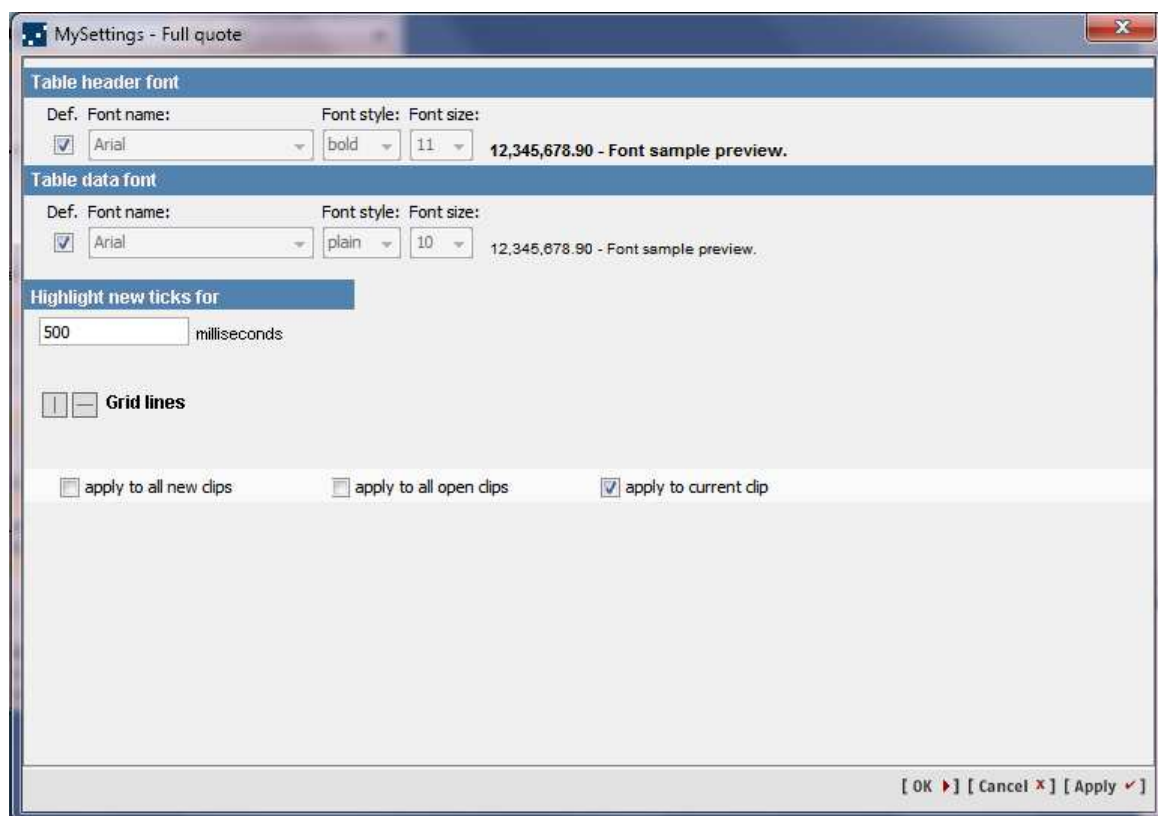 MySettings - Full quote
Table header font
Def. Font name: Font style: Font size:
Arial bold 11 12,345,678.90 - Font sample preview.
Table data font
Def. Font name: Font style: Font size:
Arial plain 10 12,345,678.90 - Font sample preview.
Highlight new ticks for
500 milliseconds
Grid lines
apply to all new clips apply to all open clips apply to current clip
[ OK ] [ Cancel x ] [ Apply ✓ ]